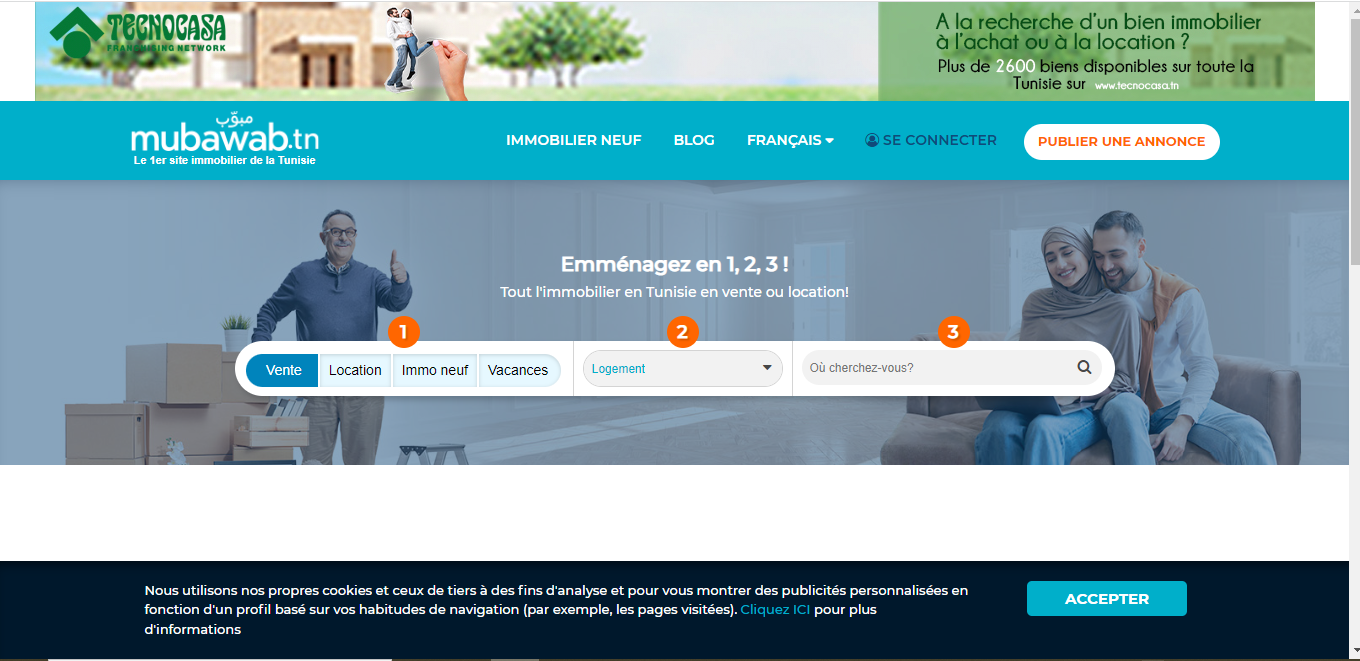 TECNOCASA
FRANCHISING NETWORK
A la recherche d'un bien immobilier
à l'achat ou à la location ?
Plus de 2600 biens disponibles sur toute la
Tunisie sur www.tecnocasa.tn
مبوّب
mubawab.tn
Le 1er site immobilier de la Tunisie
IMMOBILIER NEUF
BLOG
FRANÇAIS
SE CONNECTER
PUBLIER UNE ANNONCE
Emménagez en 1, 2, 3 !
Tout l'immobilier en Tunisie en vente ou location!
1
2
3
Vente
Location
Immo neuf
Vacances
Logement
Où cherchez-vous?
Nous utilisons nos propres cookies et ceux de tiers à des fins d'analyse et pour vous montrer des publicités personnalisées en
fonction d'un profil basé sur vos habitudes de navigation (par exemple, les pages visitées). Cliquez ICI pour plus
d'informations
ACCEPTER